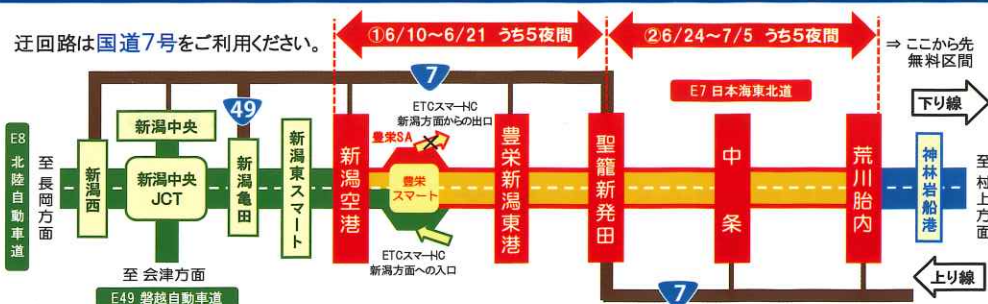 迂回路は国道7号をご利用ください。
①6/10～6/21 うち5夜間
②6/24～7/5 うち5夜間
⇒ ここから先
無料区間
7
49
ETCスマートIC
新潟方面からの出口
E7 日本海東北道
下り線
E8 北陸自動車道
至 長岡方面
新潟西
新潟中央
新潟中央
JCT
新潟亀田
新潟東スマート
新潟空港
豊栄SA
豊栄
スマート
豊栄新潟東港
聖籠新発田
中条
荒川胎内
神林岩船港
至 村上方面
ETCスマートIC
新潟方面への入口
至 会津方面
E49 磐越自動車道
7
上り線